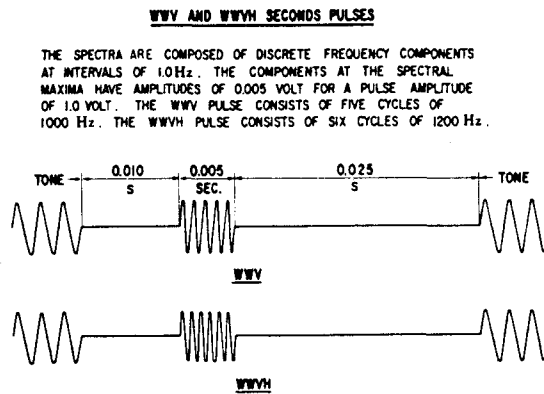 WWV AND WWVH SECONDS PULSES
THE SPECTRA ARE COMPOSED OF DISCRETE FREQUENCY COMPONENTS
AT INTERVALS OF 1.0 Hz. THE COMPONENTS AT THE SPECTRAL
MAXIMA HAVE AMPLITUDES OF 0.005 VOLT FOR A PULSE AMPLITUDE
OF 1.0 VOLT. THE WWV PULSE CONSISTS OF FIVE CYCLES OF
1000 Hz. THE WWVH PULSE CONSISTS OF SIX CYCLES OF 1200 Hz.
TONE 0.010 0.005 0.025 TONE
S SEC. S
WWV
WWVH